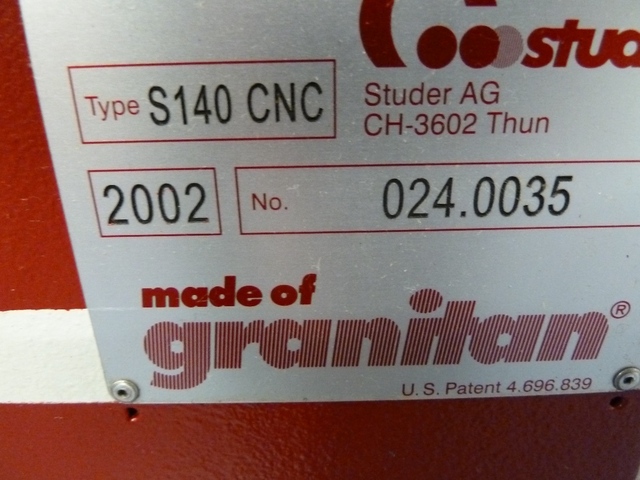 stud
Type S140 CNC
Studer AG
CH-3602 Thun
2002
No. 024.0035
made of
granitan®
U.S. Patent 4.696.839